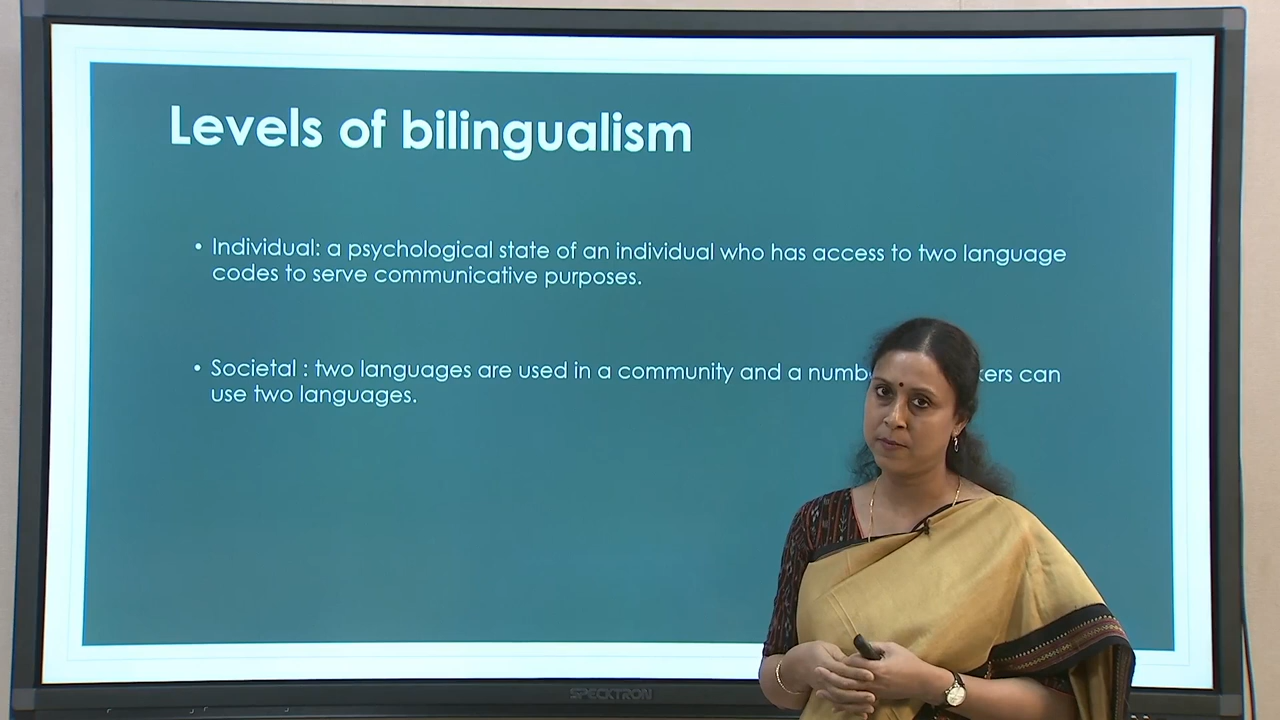 Levels of bilingualism
• Individual: a psychological state of an individual who has access to two language
codes to serve communicative purposes.
• Societal : two languages are used in a community and a can
use two languages.
SPECKTRON